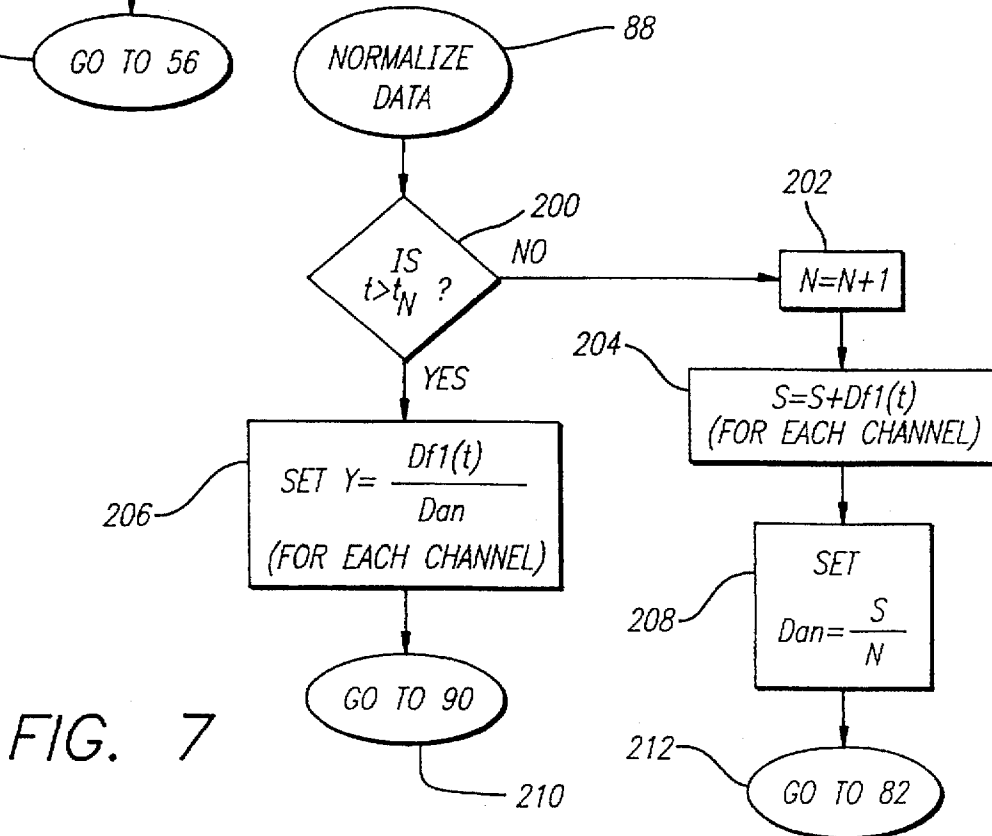 GO TO 56
NORMALIZE
DATA
88
200
IS
t>tN ?
NO
YES
202
N=N+1
204
S=S+Df1(t)
(FOR EACH CHANNEL)
206
SET Y= Df1(t)
Dan
(FOR EACH CHANNEL)
208
SET
Dan= S
N
GO TO 90
210
212
GO TO 82
FIG. 7